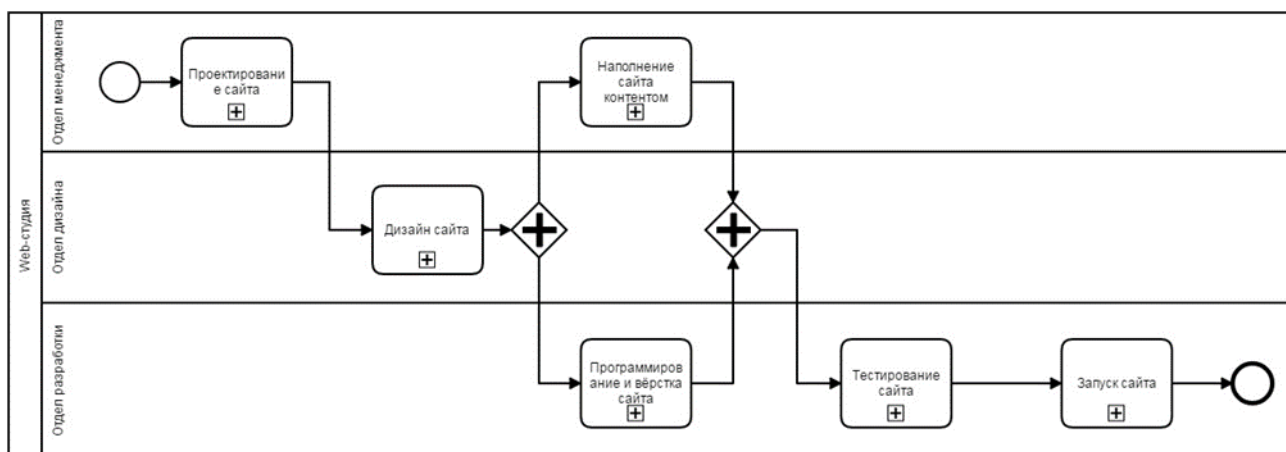 Web-студия
Отдел менеджмента
Проектировани
е сайта
Наполнение
сайта
контентом
Отдел дизайна
Дизайн сайта
Отдел разработки
Программиров
ание и вёрстка
сайта
Тестирование
сайта
Запуск сайта